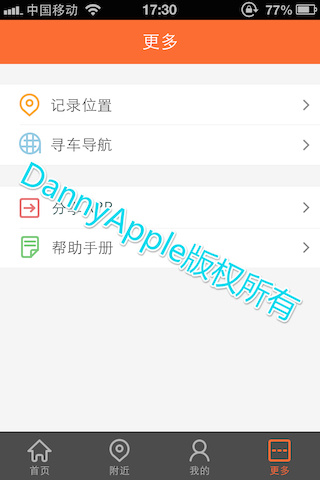 中国移动 17:30 77%
更多
记录位置
寻车导航
分享APP
帮助手册
DannyApple版权所有
首页 附近 我的 更多